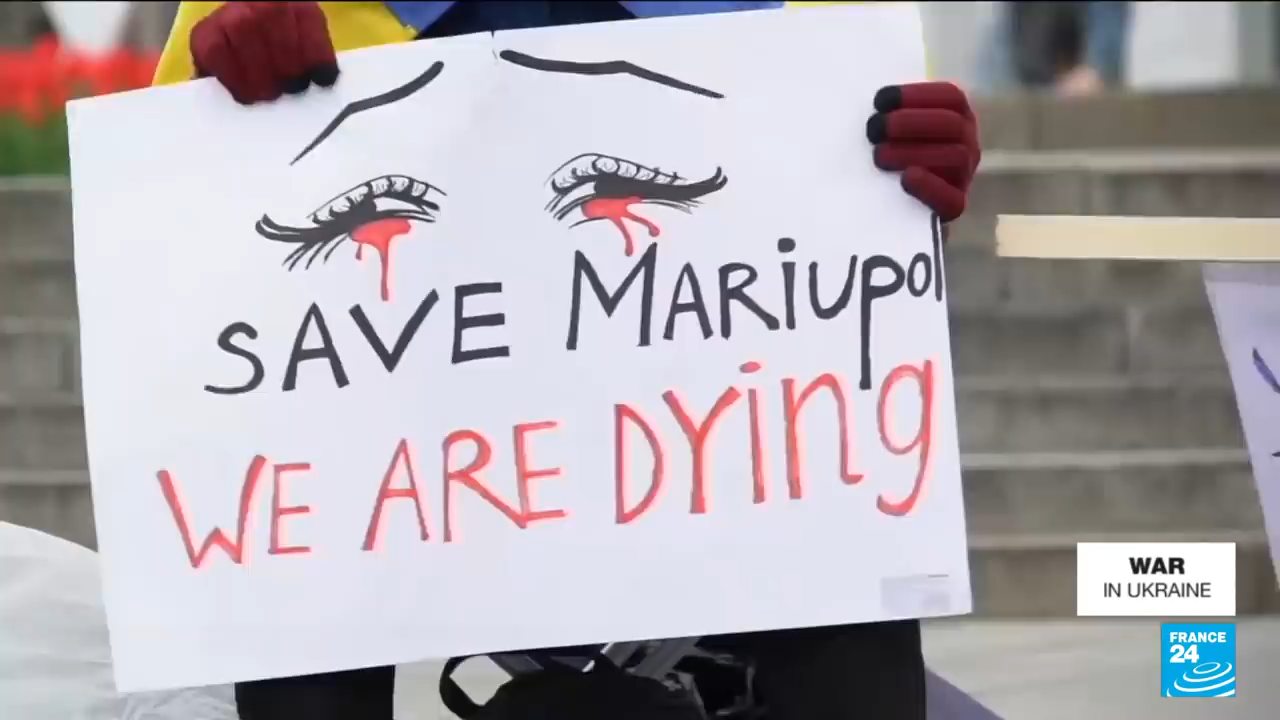 SAVE MARiupol
WE ARE DYing
WAR
IN UKRAINE
FRANCE
24